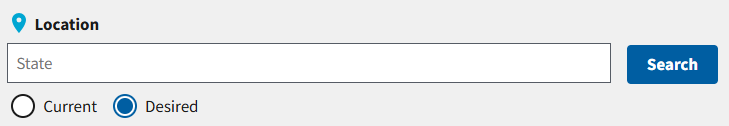 Location
State
Search
Current
Desired